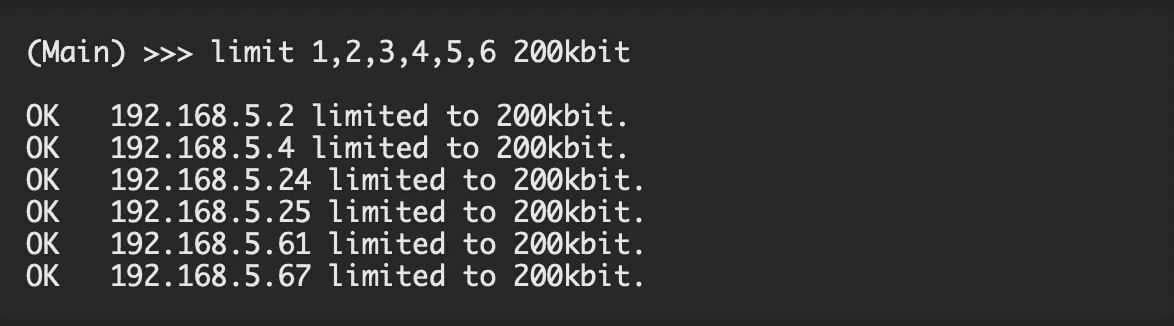 (Main) >>> limit 1,2,3,4,5,6 200kbit
OK 192.168.5.2 limited to 200kbit.
OK 192.168.5.4 limited to 200kbit.
OK 192.168.5.24 limited to 200kbit.
OK 192.168.5.25 limited to 200kbit.
OK 192.168.5.61 limited to 200kbit.
OK 192.168.5.67 limited to 200kbit.